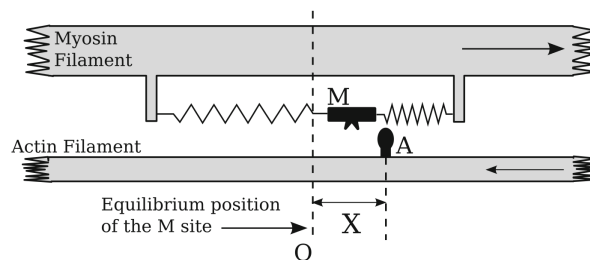 Myosin
Filament
M
Actin Filament
A
Equilibrium position
of the M site
X
O